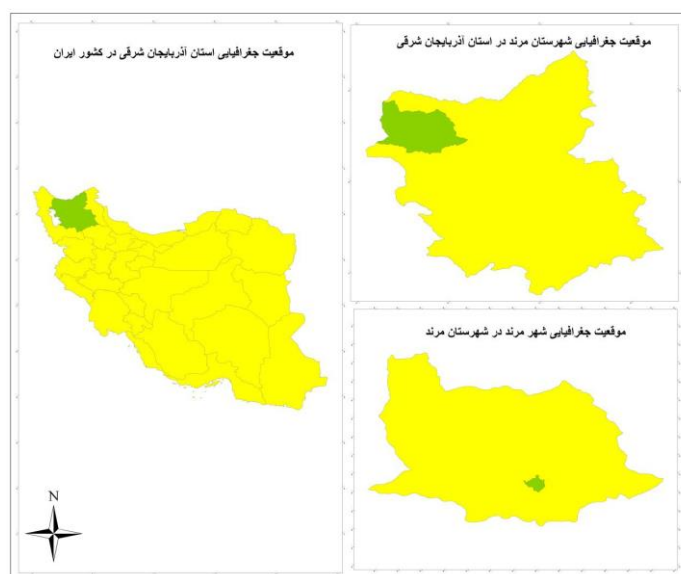 موقعیت جغرافیایی استان آذربایجان شرقی در کشور ایران
موقعیت جغرافیایی شهرستان مرند در استان آذربایجان شرقی
موقعیت جغرافیایی شهر مرند در شهرستان مرند
N